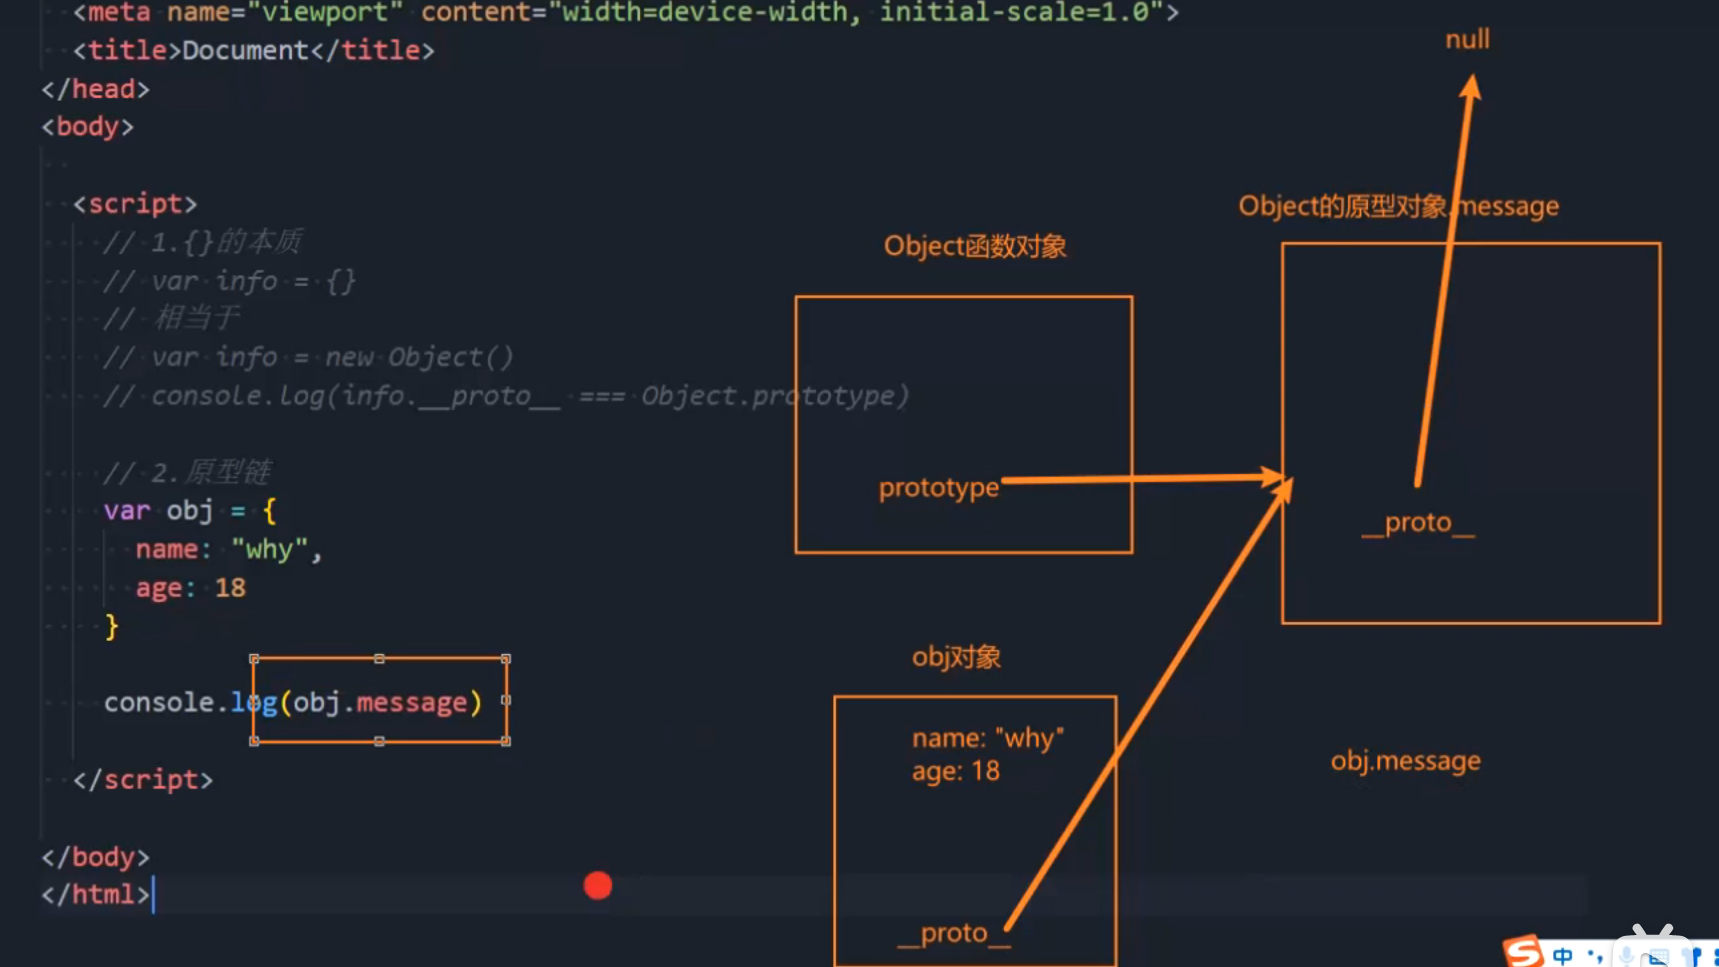 <meta name="viewport" content="width=device-width, initial-scale=1.0">
<title>Document</title>
</head>
<body>
<script>
// 1.{}的本质
// var info = {}
// 相当于
// var info = new Object()
// console.log(info.__proto__ === Object.prototype)
// 2.原型链
var obj = {
name: "why",
age: 18
}
console.log(obj.message)
</script>
</body>
</html>
null
Object的原型对象.message
Object函数对象
prototype
__proto__
obj对象
name: "why"
age: 18
obj.message
__proto__
S 中